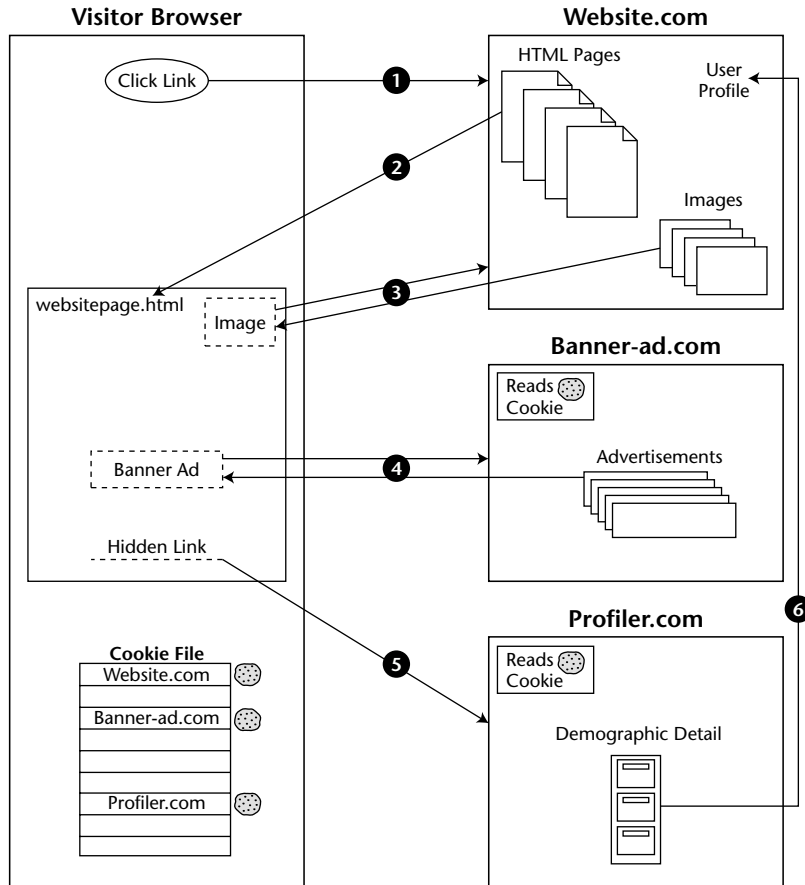 Visitor Browser
Click Link
1
2
websitepage.html
Image
3
Banner Ad
4
Hidden Link
5
Cookie File
Website.com
Banner-ad.com
Profiler.com
Website.com
HTML Pages
User
Profile
Images
Banner-ad.com
Reads
Cookie
Advertisements
6
Profiler.com
Reads
Cookie
Demographic Detail